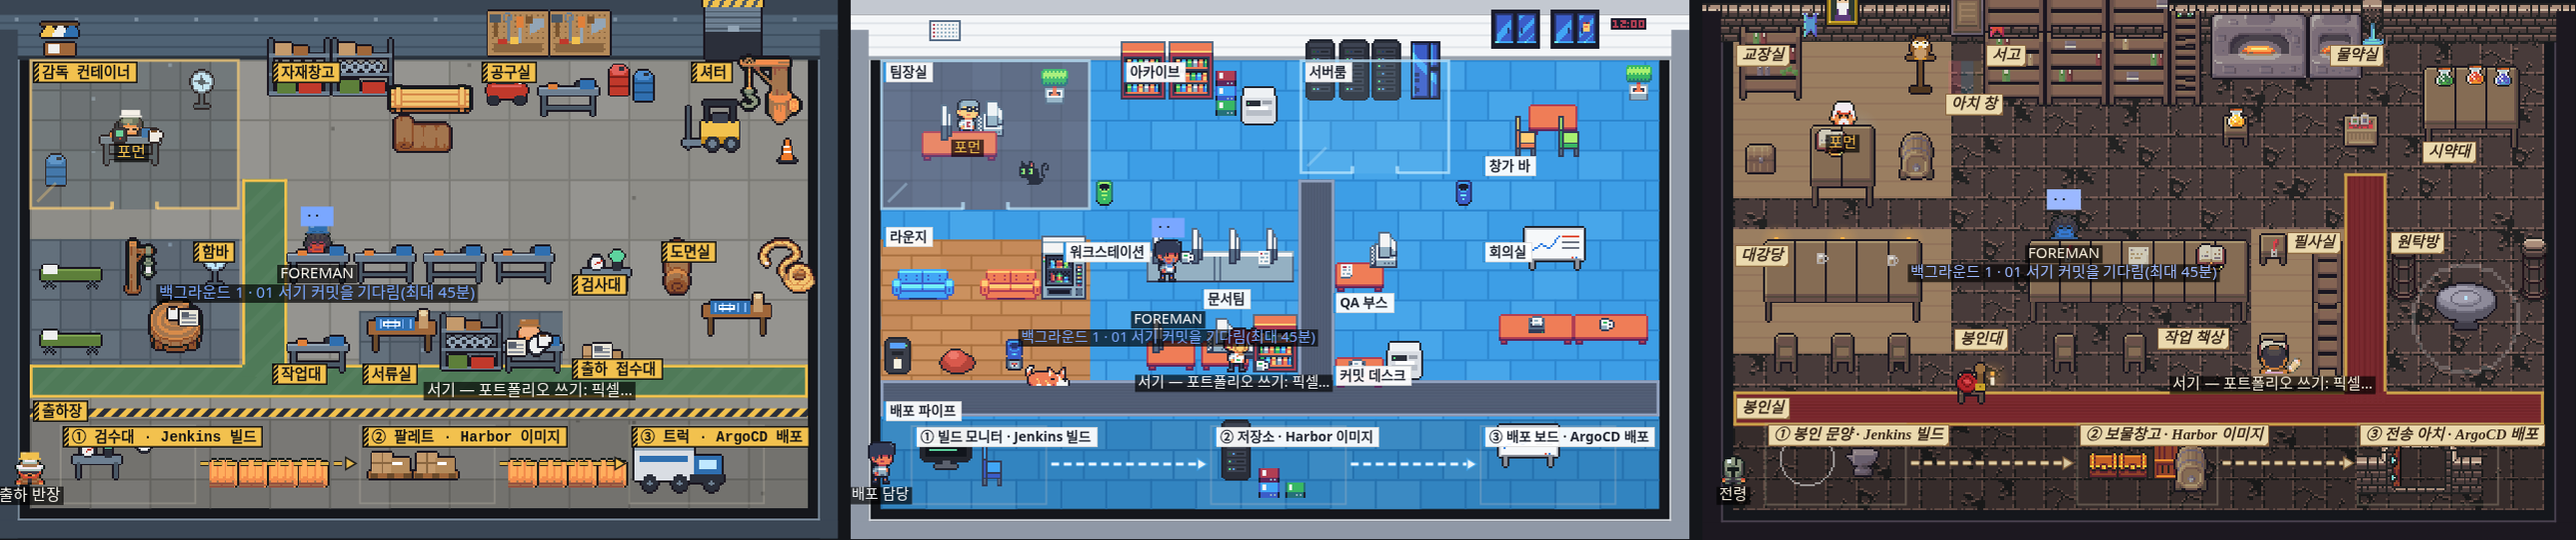 감독 컨테이너
자재창고
공구실
셔터
포먼
함바
도면실
FOREMAN
백그라운드 1 · 01 서기 커밋을 기다림(최대 45분)
검사대
작업대
서류실
출하 접수대
서기 — 포트폴리오 쓰기: 픽셀...
출하장
① 검수대 · Jenkins 빌드
② 팔레트 · Harbor 이미지
③ 트럭 · ArgoCD 배포
출하 반장
12:00
팀장실
아카이브
서버룸
포먼
창가 바
라운지
워크스테이션
회의실
문서팀
QA 부스
FOREMAN
백그라운드 1 · 01 서기 커밋을 기다림(최대 45분)
커밋 데스크
서기 — 포트폴리오 쓰기: 픽셀...
배포 파이프
① 빌드 모니터 · Jenkins 빌드
② 저장소 · Harbor 이미지
③ 배포 보드 · ArgoCD 배포
배포 담당
교장실
서고
물약실
아치 창
포먼
시약대
대강당
필사실
원탁방
FOREMAN
백그라운드 1 · 01 서기 커밋을 기다림(최대 45분)
봉인대
작업 책상
서기 — 포트폴리오 쓰기: 픽셀...
봉인실
① 봉인 문양 · Jenkins 빌드
② 보물창고 · Harbor 이미지
③ 전송 아치 · ArgoCD 배포
전령